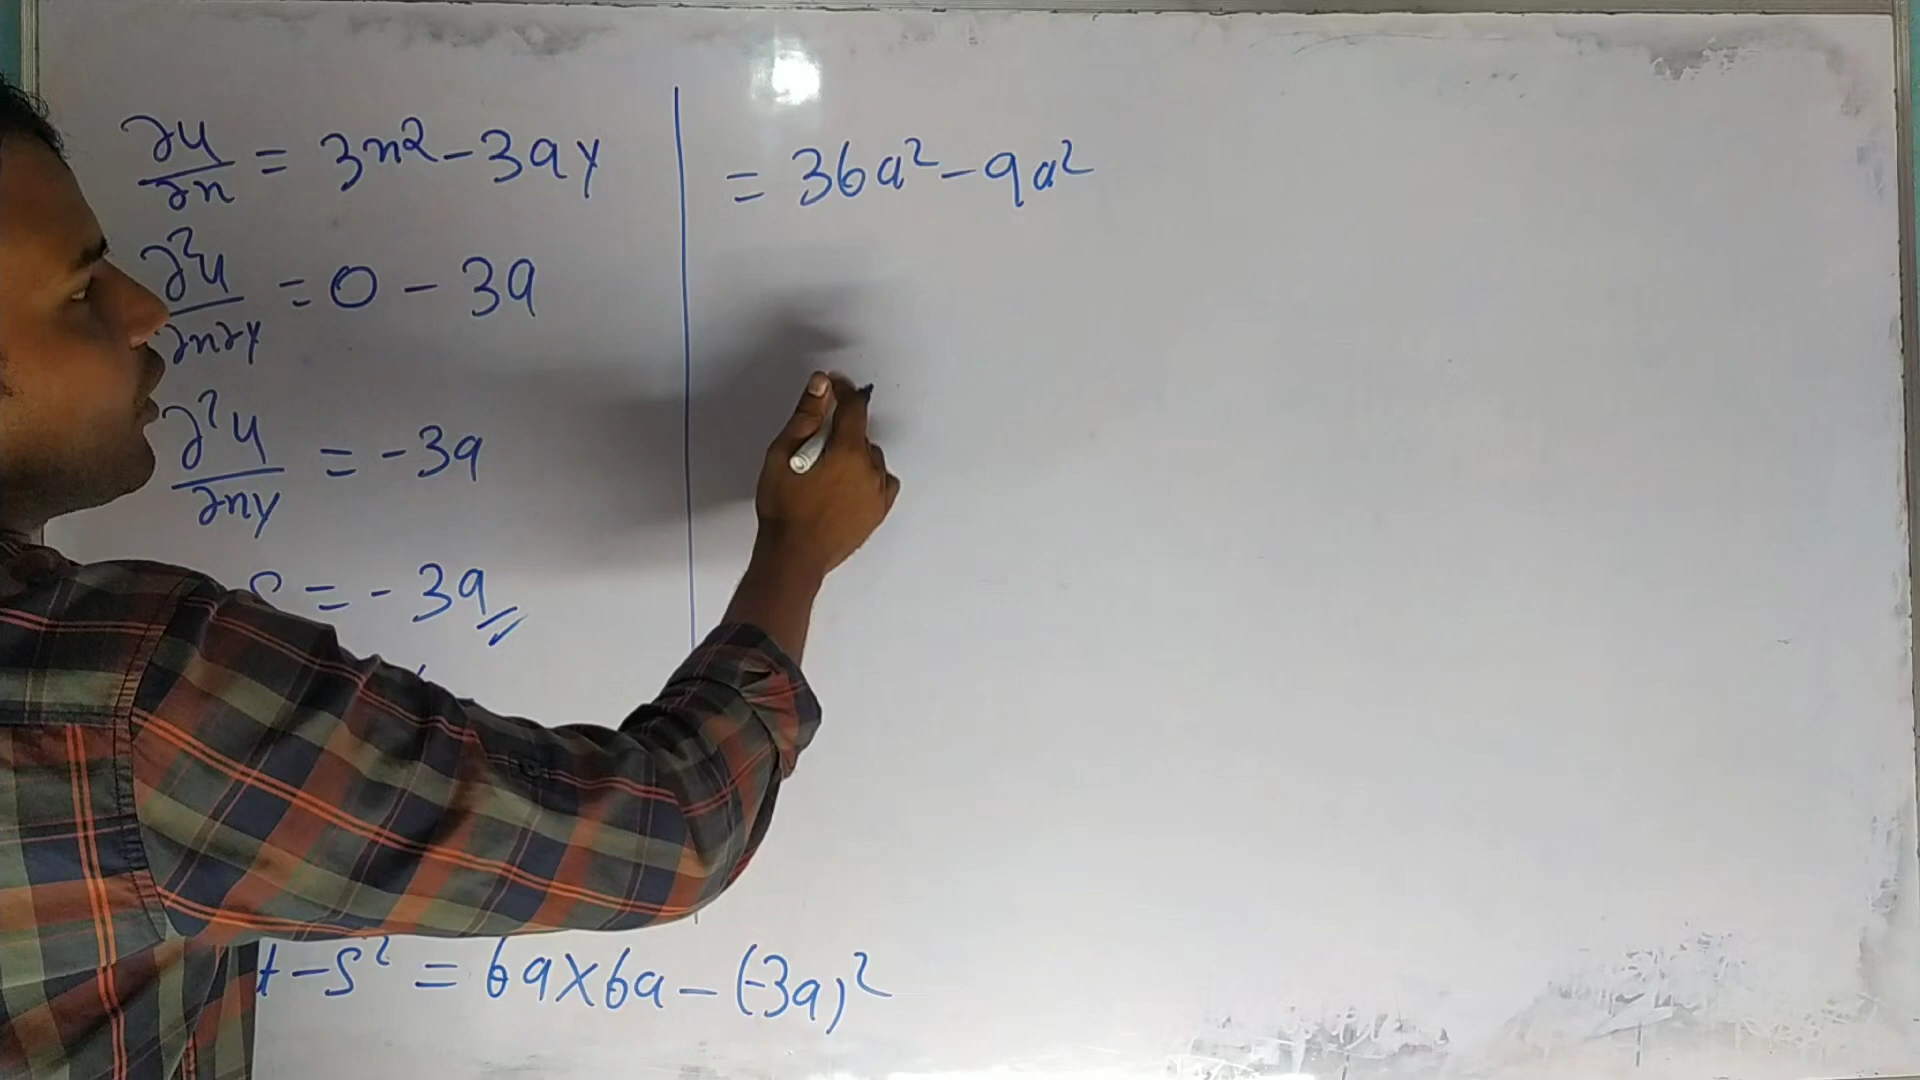 ∂u/∂x = 3x² - 3ay
∂²u/∂x∂y = 0 - 3a
∂²u/∂xy = -3a
s = -3a
t - s² = 6a × 6a - (-3a)²
= 36a² - 9a²